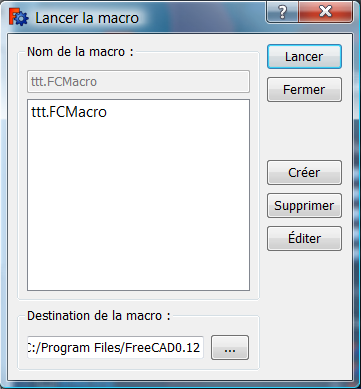 Lancer la macro
Nom de la macro :
ttt.FCMacro
ttt.FCMacro
Lancer
Fermer
Créer
Supprimer
Éditer
Destination de la macro :
C:/Program Files/FreeCAD0.12
...